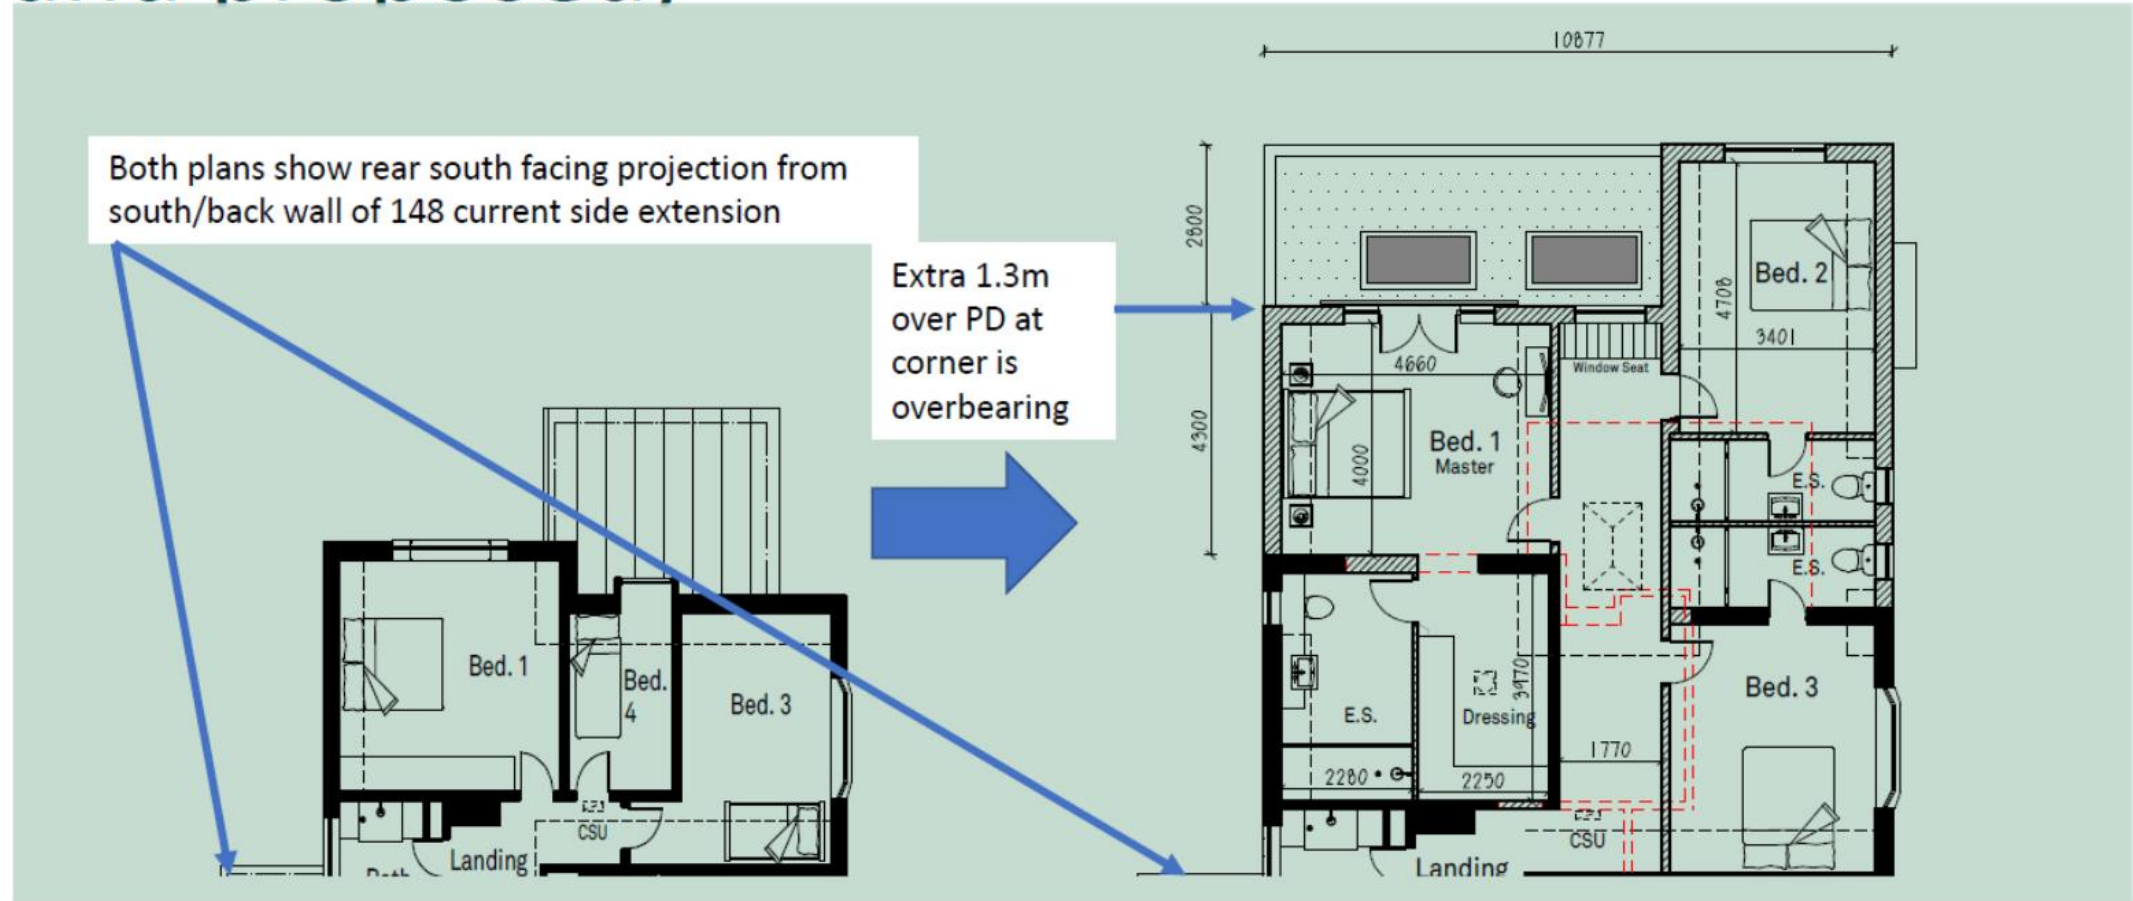 10877
Both plans show rear south facing projection from
south/back wall of 148 current side extension
2800
Extra 1.3m
over PD at
corner is
overbearing
Bed. 2
4708
3401
4660
Window Seat
4300
4000
Bed. 1
Master
E.S.
E.S.
Bed. 1
Bed.
4
Bed. 3
3970
Bed. 3
E.S.
Dressing
1770
2280
2250
CSU
CSU
Landing
Landing